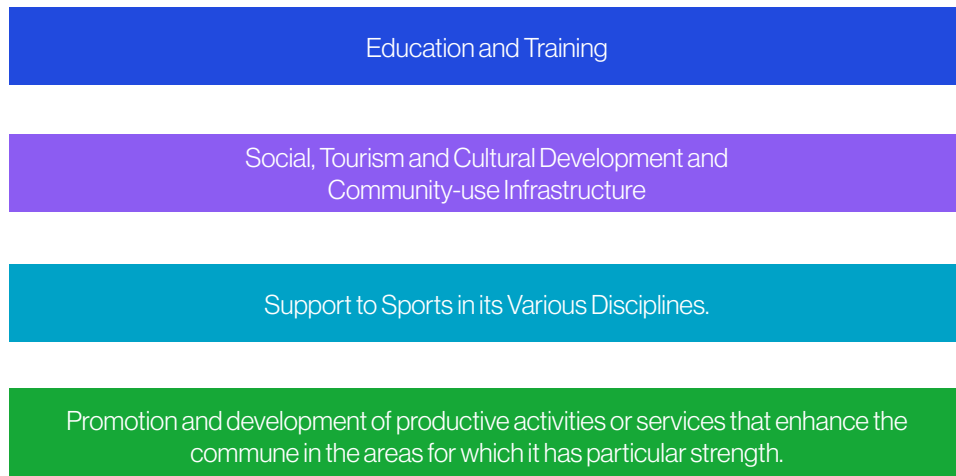 Education and Training
Social, Tourism and Cultural Development and
Community-use Infrastructure
Support to Sports in its Various Disciplines.
Promotion and development of productive activities or services that enhance the
commune in the areas for which it has particular strength.